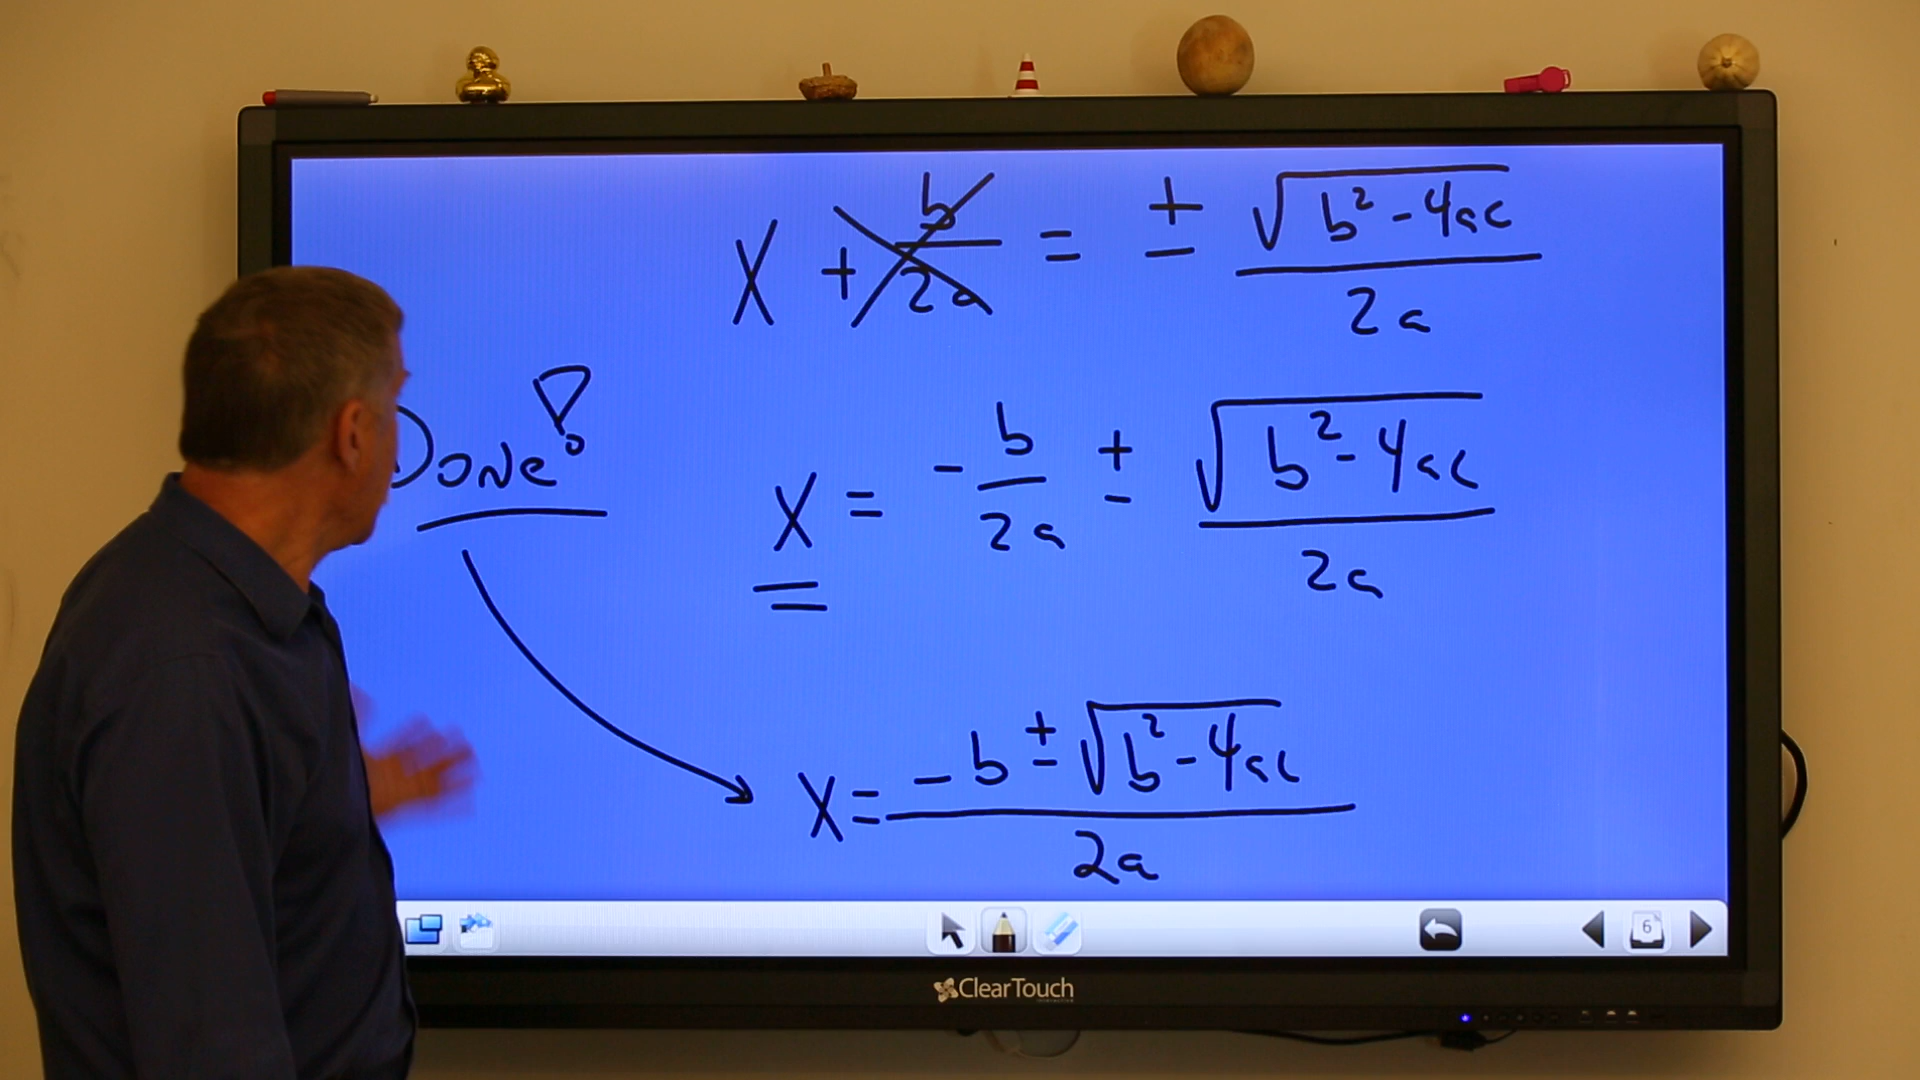 x + b/2a = ± √(b² - 4ac)/2a
Done!
x = - b/2a ± √(b² - 4ac)/2a
x = (-b ± √(b² - 4ac))/2a
6
ClearTouch